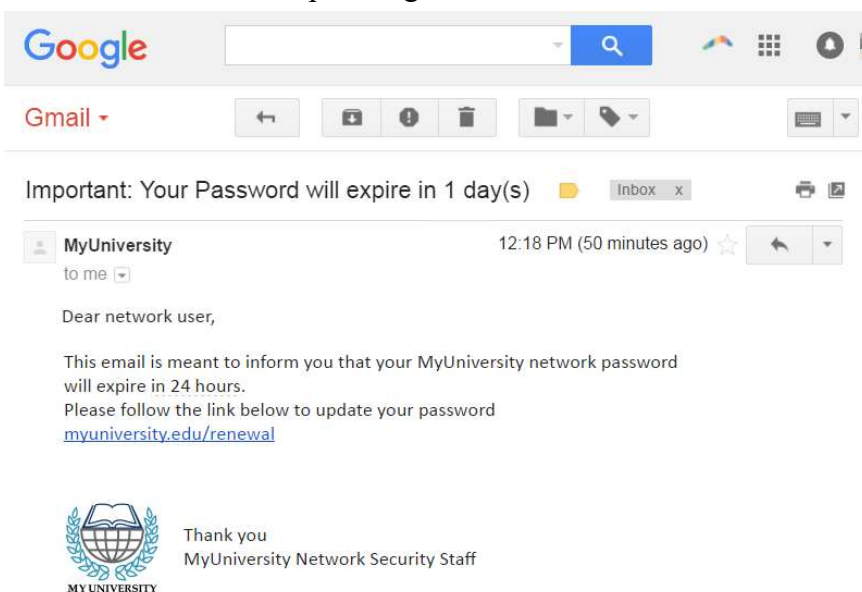 Google
Gmail
Important: Your Password will expire in 1 day(s)
Inbox x
MyUniversity
12:18 PM (50 minutes ago)
to me
Dear network user,
This email is meant to inform you that your MyUniversity network password
will expire in 24 hours.
Please follow the link below to update your password
myuniversity.edu/renewal
Thank you
MyUniversity Network Security Staff
MY UNIVERSITY